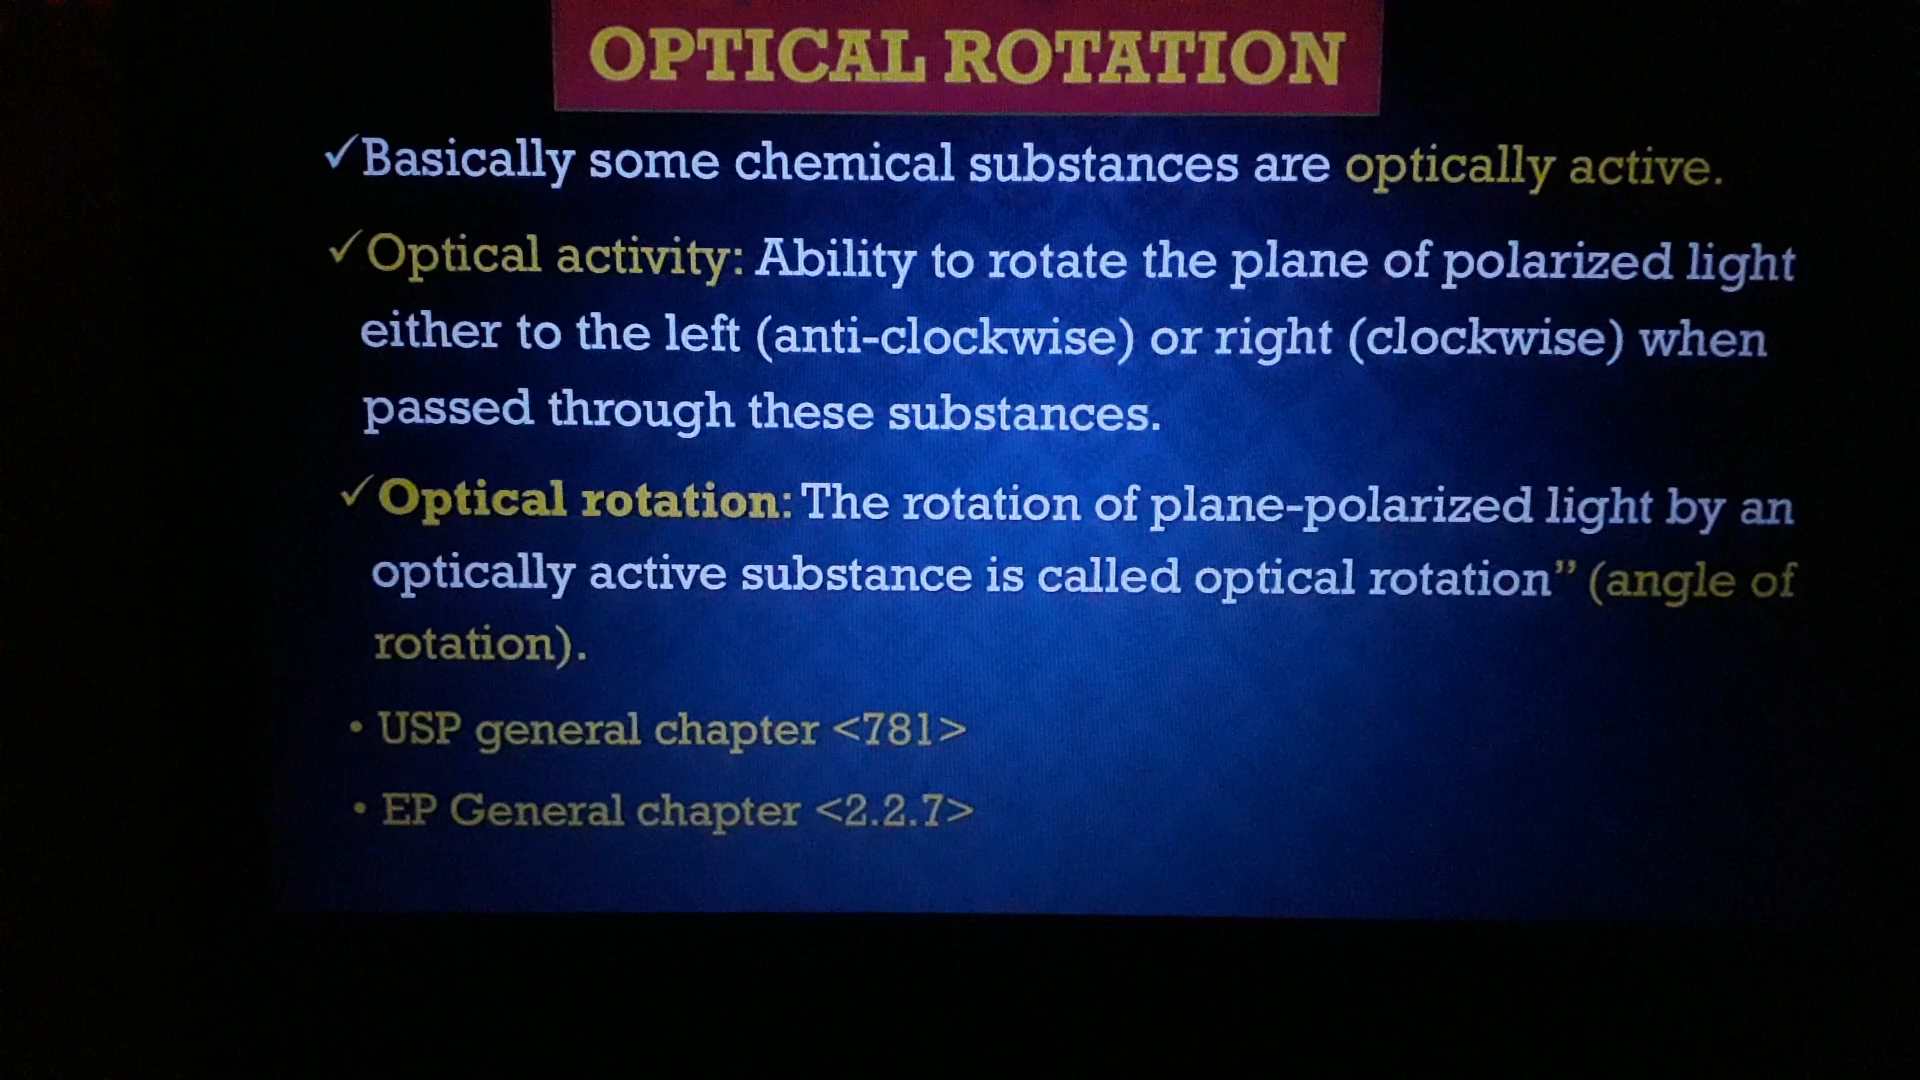 OPTICAL ROTATION
✓Basically some chemical substances are optically active.
✓Optical activity: Ability to rotate the plane of polarized light
either to the left (anti-clockwise) or right (clockwise) when
passed through these substances.
✓Optical rotation: The rotation of plane-polarized light by an
optically active substance is called optical rotation” (angle of
rotation).
• USP general chapter <781>
• EP General chapter <2.2.7>